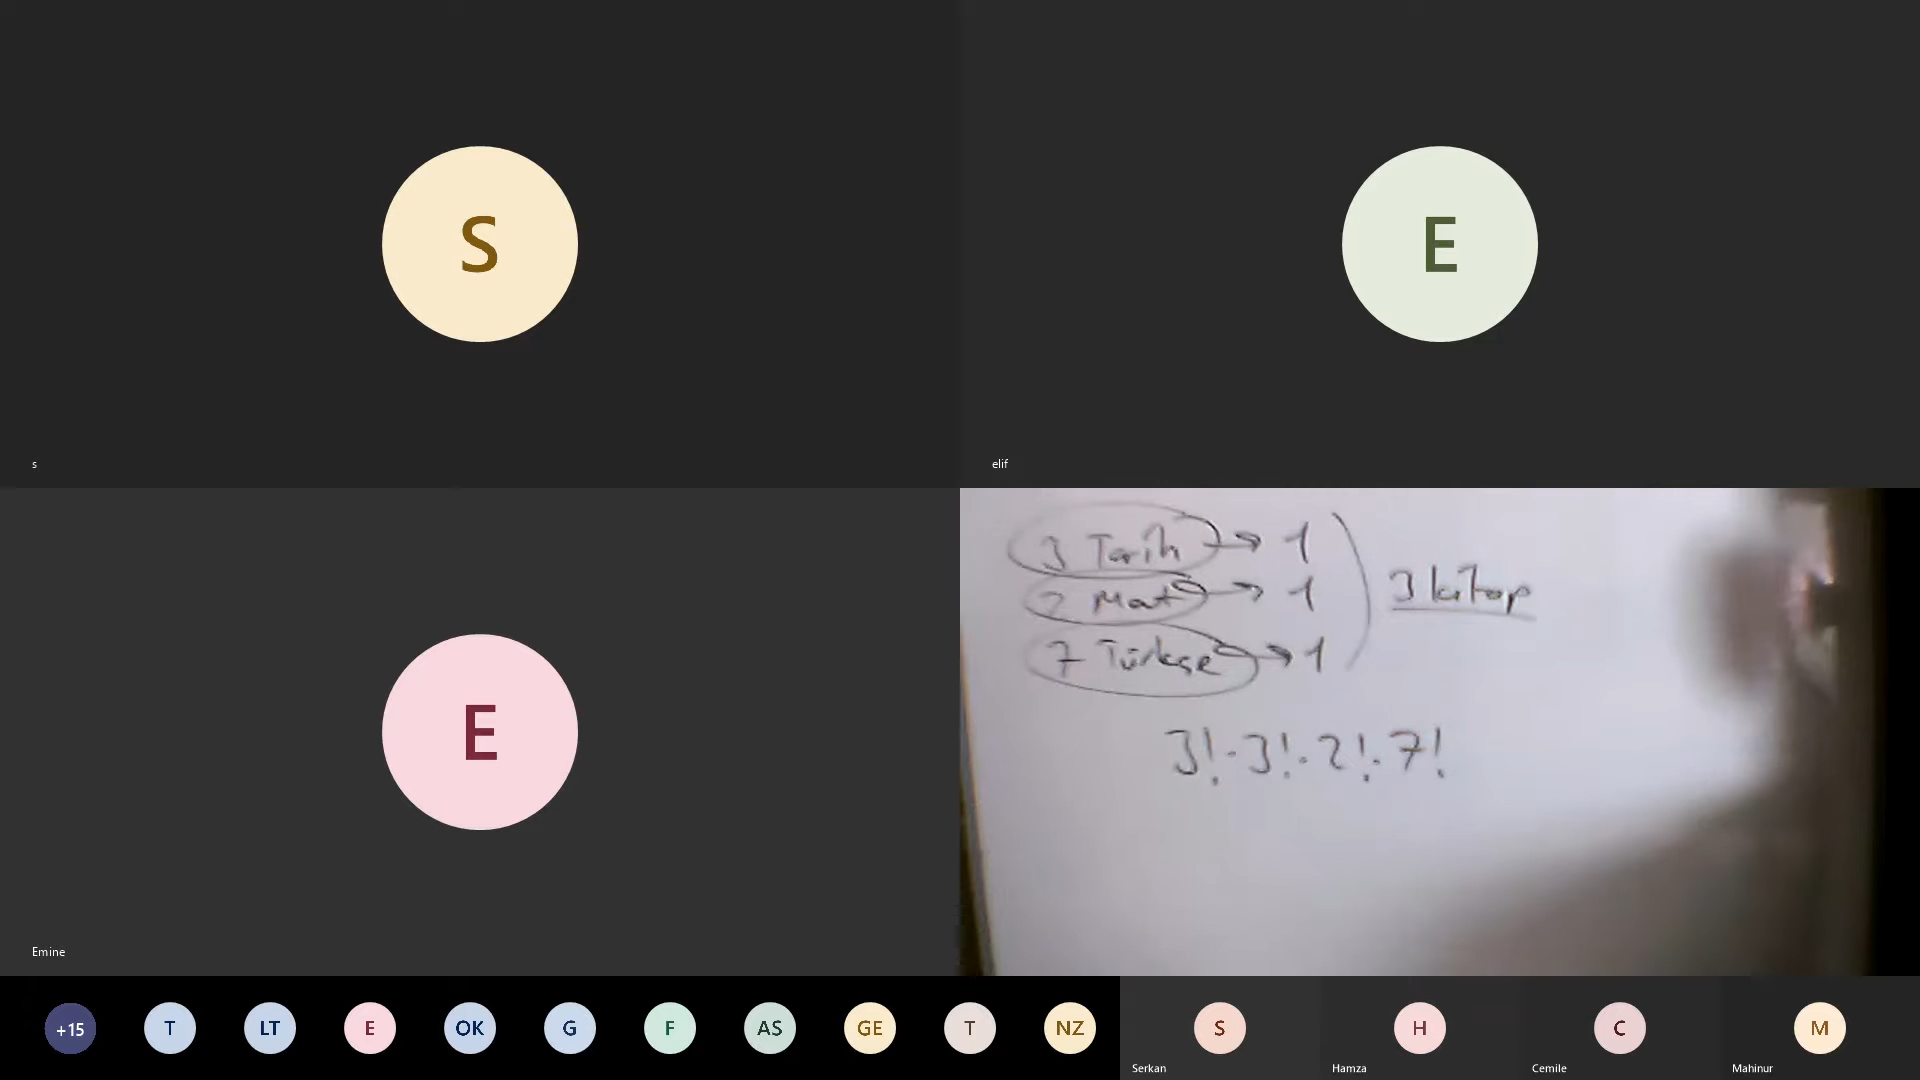 S
s
E
elif
E
Emine
3 Tarih → 1
2 Mat → 1
7 Türkçe → 1
3 kitap
3! · 3! · 2! · 7!
+15
T
LT
E
OK
G
F
AS
GE
T
NZ
S
Serkan
H
Hamza
C
Cemile
M
Mahinur